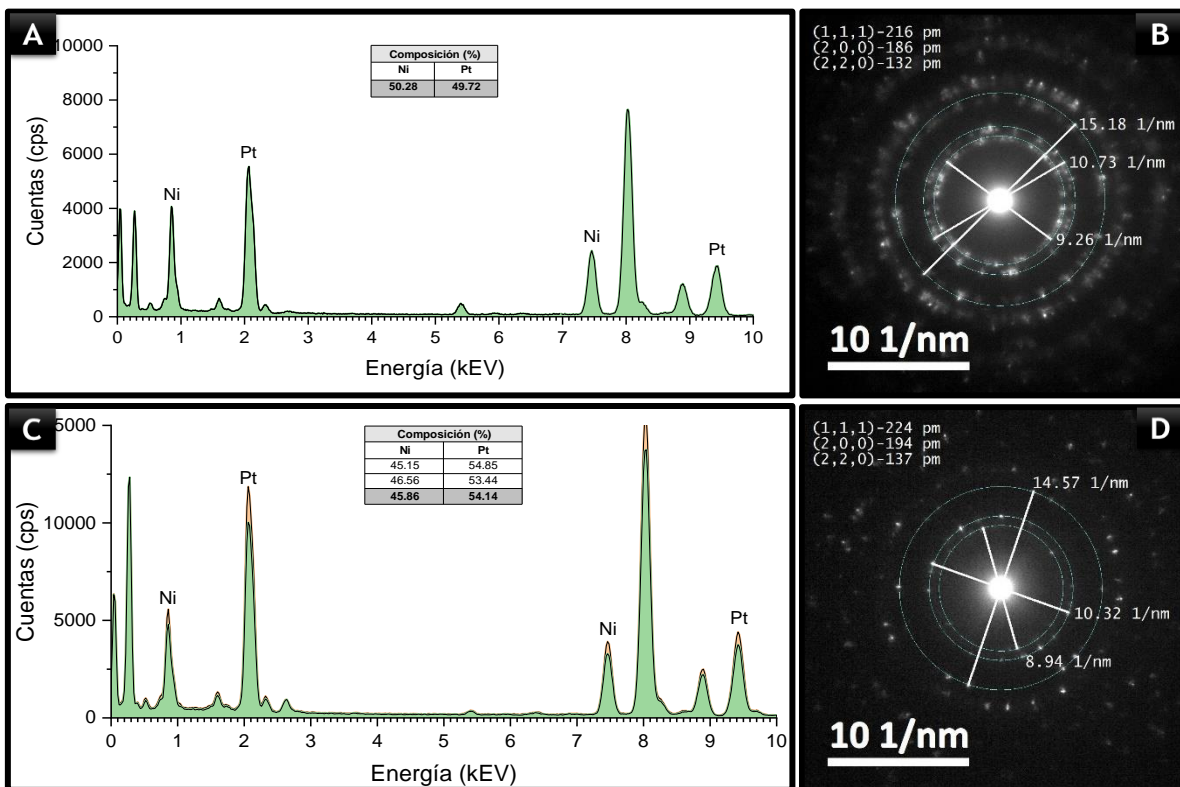 A
10000
8000
6000
4000
2000
0
Cuentas (cps)
Composición (%)
Ni Pt
50.28 49.72
Ni
Pt
Ni
Pt
0 1 2 3 4 5 6 7 8 9 10
Energía (kEV)
B
(1,1,1)-216 pm
(2,0,0)-186 pm
(2,2,0)-132 pm
15.18 1/nm
10.73 1/nm
9.26 1/nm
10 1/nm
C
5000
10000
5000
0
Cuentas (cps)
Composición (%)
Ni Pt
45.15 54.85
46.56 53.44
45.86 54.14
Ni
Pt
Ni
Pt
0 1 2 3 4 5 6 7 8 9 10
Energía (kEV)
D
(1,1,1)-224 pm
(2,0,0)-194 pm
(2,2,0)-137 pm
14.57 1/nm
10.32 1/nm
8.94 1/nm
10 1/nm